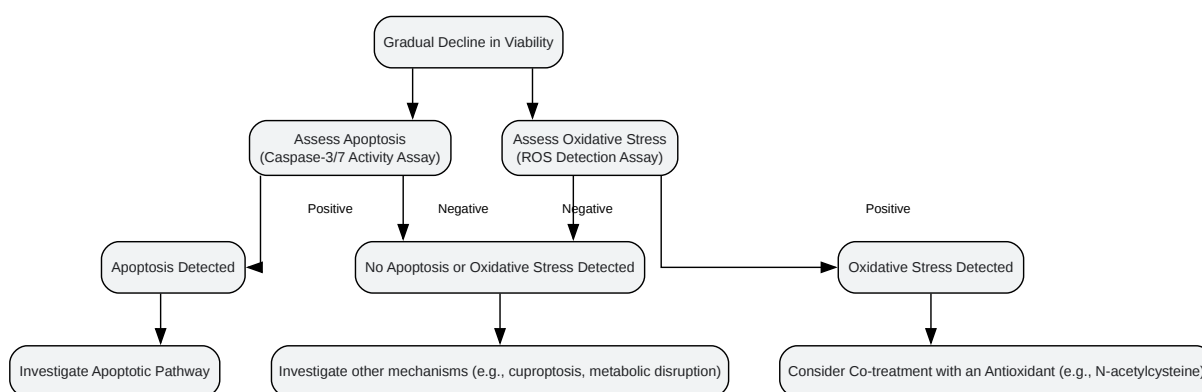 Gradual Decline in Viability
Assess Apoptosis
(Caspase-3/7 Activity Assay)
Assess Oxidative Stress
(ROS Detection Assay)
Positive
Negative
Negative
Positive
Apoptosis Detected
No Apoptosis or Oxidative Stress Detected
Oxidative Stress Detected
Investigate Apoptotic Pathway
Investigate other mechanisms (e.g., cuproptosis, metabolic disruption)
Consider Co-treatment with an Antioxidant (e.g., N-acetylcysteine)